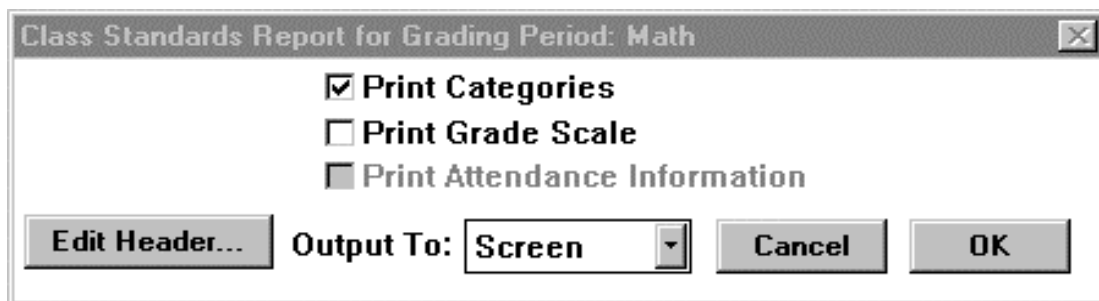 Class Standards Report for Grading Period: Math
Print Categories
Print Grade Scale
Print Attendance Information
Edit Header... Output To: Screen Cancel OK